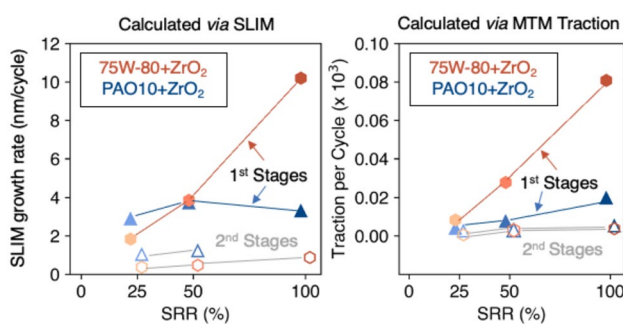 Calculated via SLIM
SLIM growth rate (nm/cycle)
12
10
8
6
4
2
0
75W-80+ZrO₂
PAO10+ZrO₂
1st Stages
2nd Stages
0 25 50 75 100
SRR (%)
Calculated via MTM Traction
Traction per Cycle (x 10³)
0.10
0.08
0.06
0.04
0.02
0.00
75W-80+ZrO₂
PAO10+ZrO₂
1st Stages
2nd Stages
0 25 50 75 100
SRR (%)